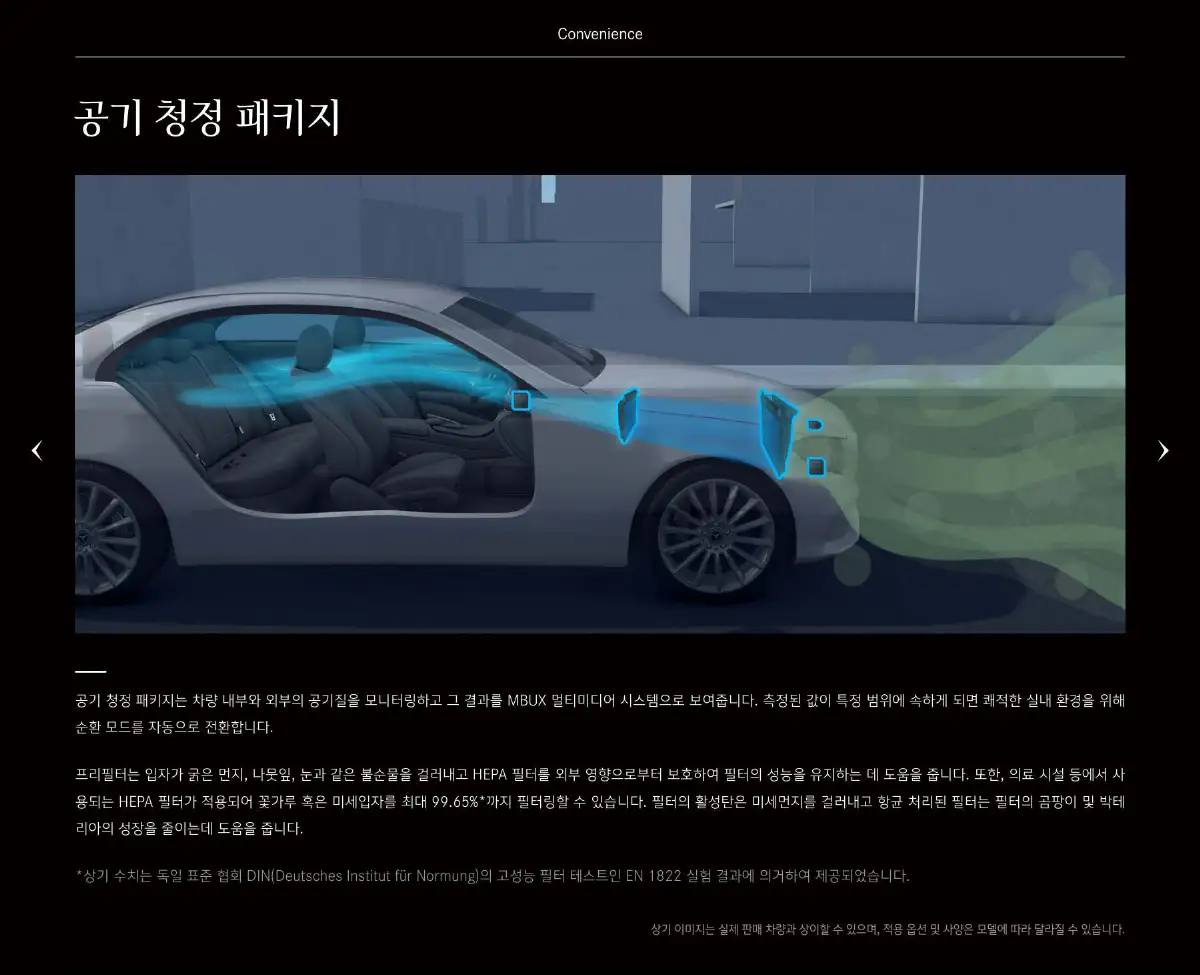 Convenience
공기 청정 패키지
공기 청정 패키지는 차량 내부와 외부의 공기질을 모니터링하고 그 결과를 MBUX 멀티미디어 시스템으로 보여줍니다. 측정된 값이 특정 범위에 속하게 되면 쾌적한 실내 환경을 위해
순환 모드를 자동으로 전환합니다.
프리필터는 입자가 굵은 먼지, 나뭇잎, 눈과 같은 불순물을 걸러내고 HEPA 필터를 외부 영향으로부터 보호하여 필터의 성능을 유지하는 데 도움을 줍니다. 또한, 의료 시설 등에서 사
용되는 HEPA 필터가 적용되어 꽃가루 혹은 미세입자를 최대 99.65%*까지 필터링할 수 있습니다. 필터의 활성탄은 미세먼지를 걸러내고 항균 처리된 필터는 필터의 곰팡이 및 박테
리아의 성장을 줄이는데 도움을 줍니다.
*상기 수치는 독일 표준 협회 DIN(Deutsches Institut für Normung)의 고성능 필터 테스트인 EN 1822 실험 결과에 의거하여 제공되었습니다.
상기 이미지는 실제 판매 차량과 상이할 수 있으며, 적용 옵션 및 사양은 모델에 따라 달라질 수 있습니다.